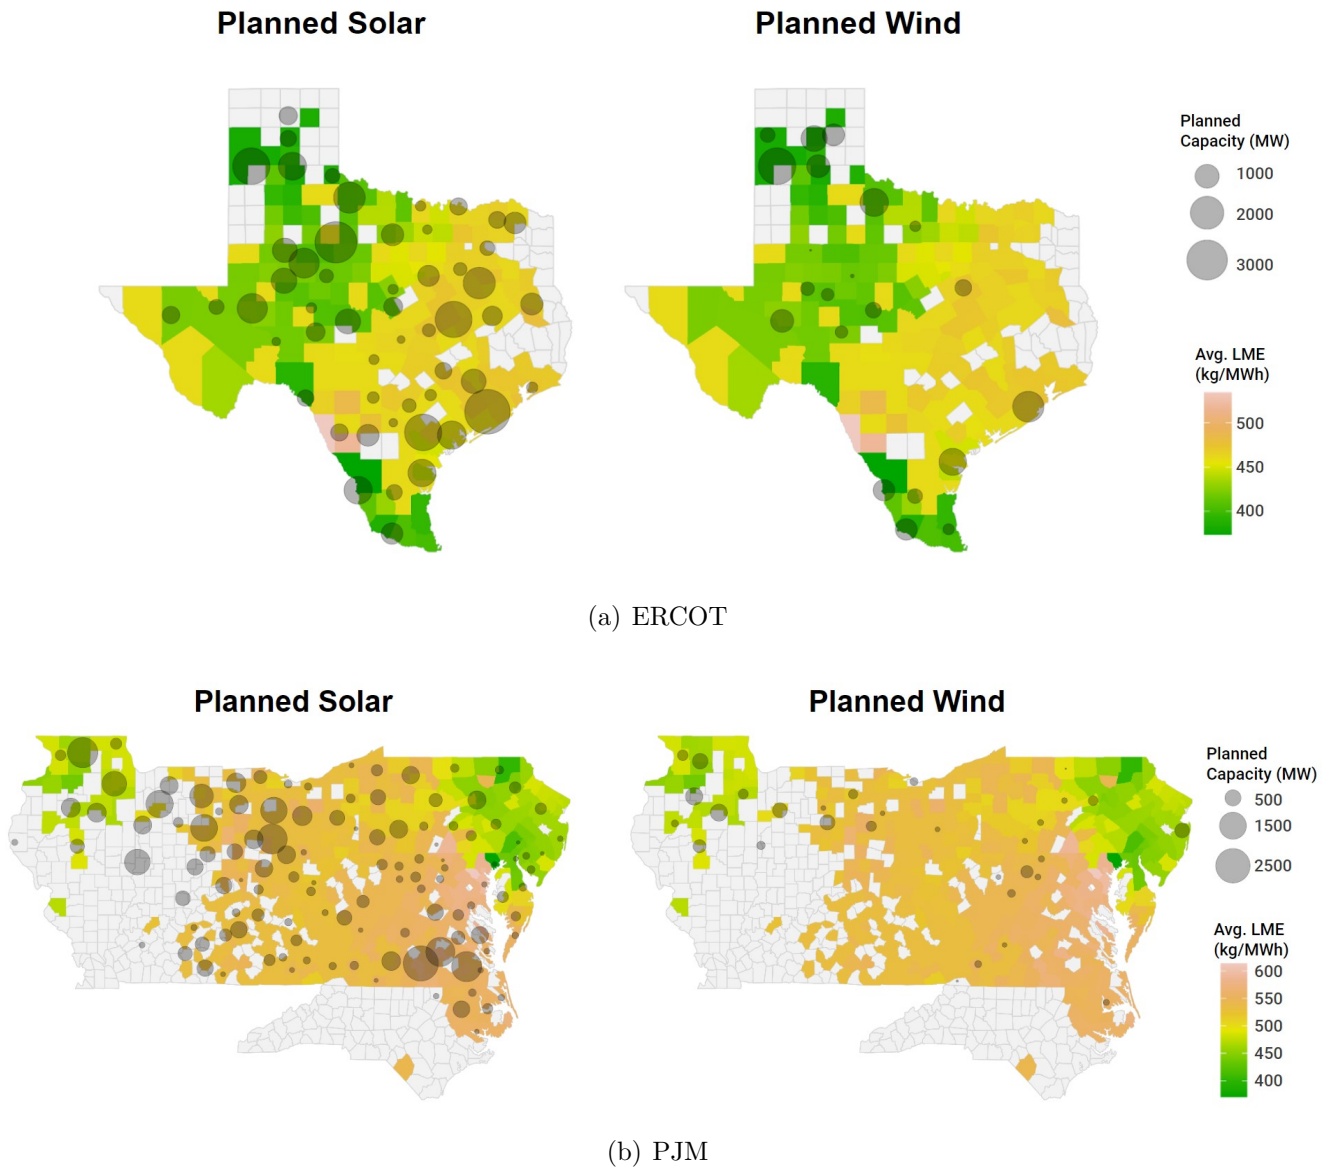 Planned Solar
Planned Wind
Planned
Capacity (MW)
1000
2000
3000
Avg. LME
(kg/MWh)
500
450
400
(a) ERCOT
Planned Solar
Planned Wind
Planned
Capacity (MW)
500
1500
2500
Avg. LME
(kg/MWh)
600
550
500
450
400
(b) PJM